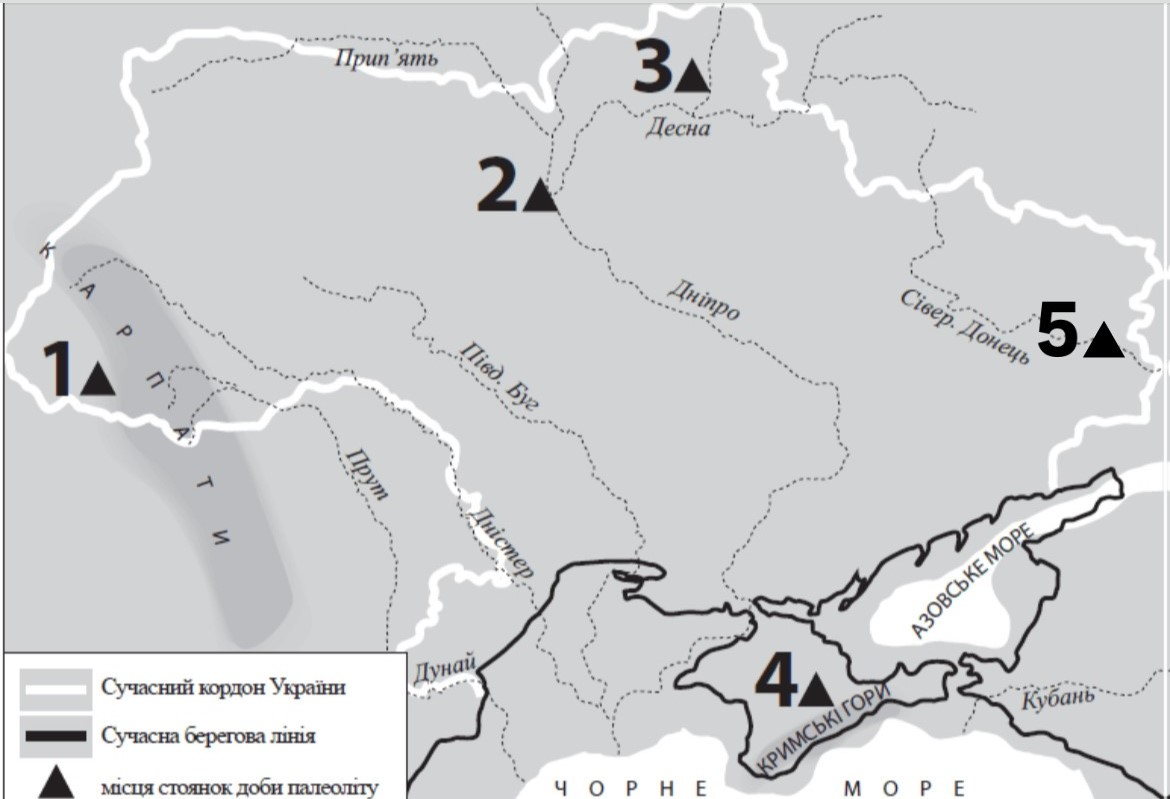 Прип’ять
3
Десна
2
КАРПАТИ
Дніпро
Сівер. Донець
5
1
Півд. Буг
Прут
Дністер
АЗОВСЬКЕ МОРЕ
Дунай
4
КРИМСЬКІ ГОРИ
Кубань
ЧОРНЕ МОРЕ
Сучасний кордон України
Сучасна берегова лінія
місця стоянок доби палеоліту